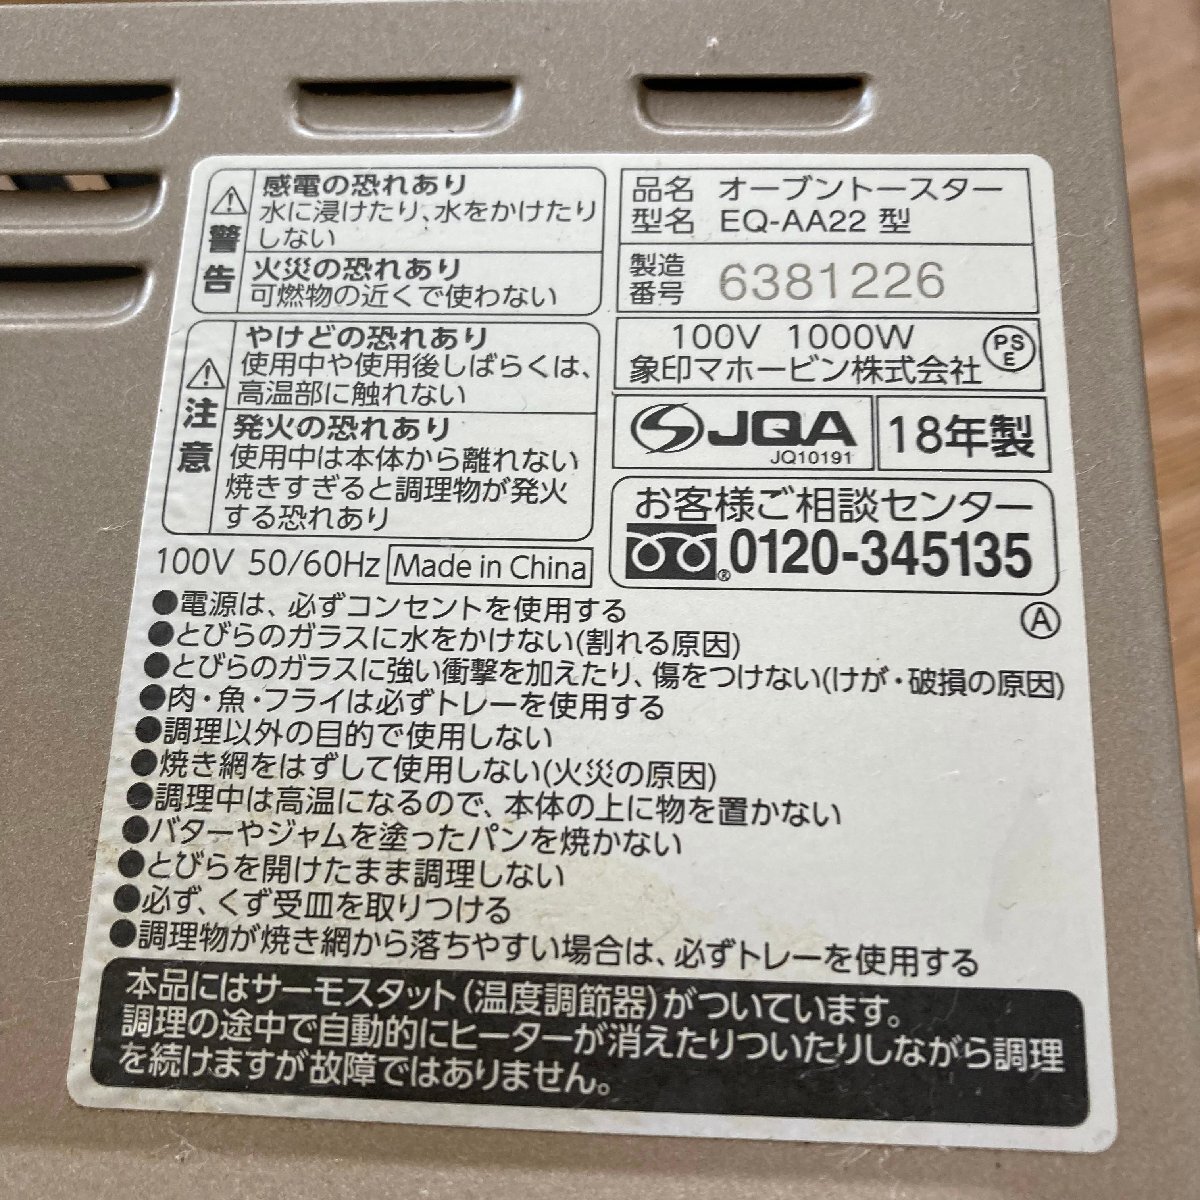 警告
感電の恐れあり
水に浸けたり、水をかけたり
しない
火災の恐れあり
可燃物の近くで使わない
注意
やけどの恐れあり
使用中や使用後しばらくは、
高温部に触れない
発火の恐れあり
使用中は本体から離れない
焼きすぎると調理物が発火
する恐れあり
100V 50/60Hz Made in China
品名 オーブントースター
型名 EQ-AA22 型
製造番号 6381226
100V 1000W
象印マホービン株式会社
PSE
JQA
JQ10191
18年製
お客様ご相談センター
0120-345135
Ⓐ
●電源は、必ずコンセントを使用する
●とびらのガラスに水をかけない(割れる原因)
●とびらのガラスに強い衝撃を加えたり、傷をつけない(けが・破損の原因)
●肉・魚・フライは必ずトレーを使用する
●調理以外の目的で使用しない
●焼き網をはずして使用しない(火災の原因)
●調理中は高温になるので、本体の上に物を置かない
●バターやジャムを塗ったパンを焼かない
●とびらを開けたまま調理しない
●必ず、くず受皿を取りつける
●調理物が焼き網から落ちやすい場合は、必ずトレーを使用する
本品にはサーモスタット(温度調節器)がついています。
調理の途中で自動的にヒーターが消えたりついたりしながら調理
を続けますが故障ではありません。